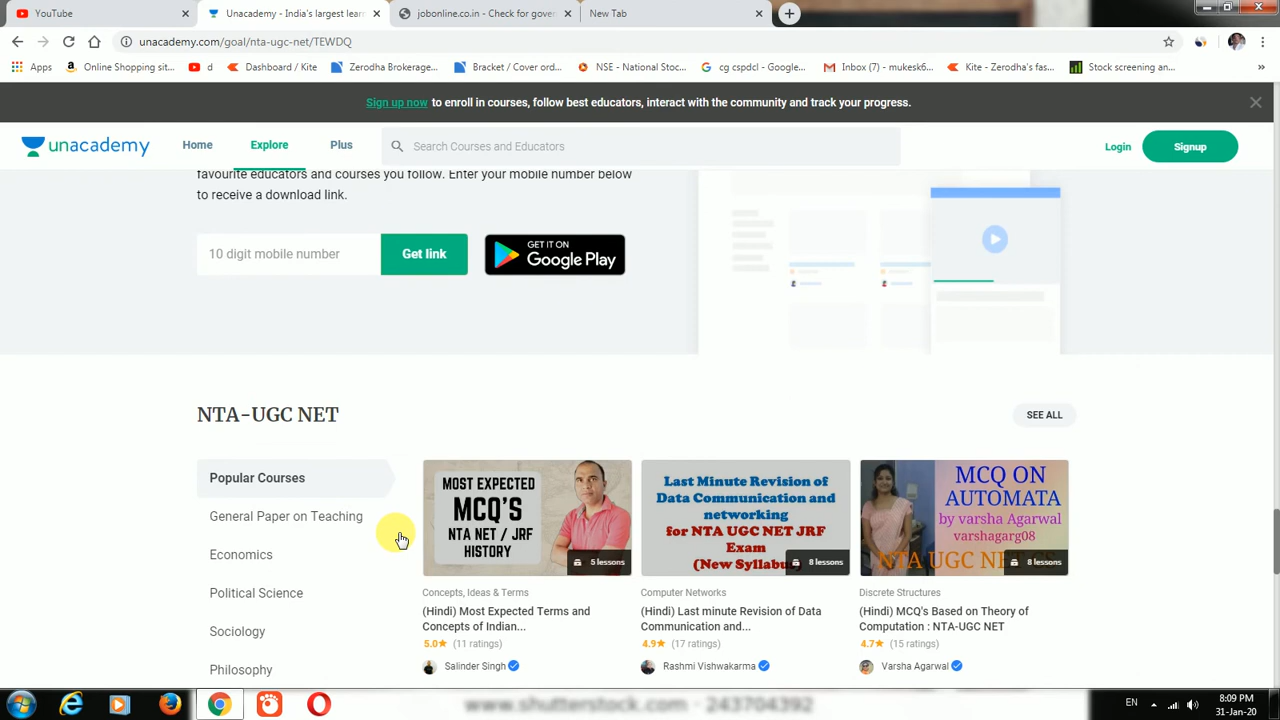 YouTube
Unacademy - India's largest lear
jobonline.co.in - Check for gover
New Tab
unacademy.com/goal/nta-ugc-net/TEWDQ
Apps
Online Shopping sit...
d
Dashboard / Kite
Zerodha Brokerage...
Bracket / Cover ord...
NSE - National Stoc...
cg cspdcl - Google...
Inbox (7) - mukesk6...
Kite - Zerodha's fas...
Stock screening an...
»
Sign up now to enroll in courses, follow best educators, interact with the community and track your progress.
unacademy
Home
Explore
Plus
Search Courses and Educators
Login
Signup
favourite educators and courses you follow. Enter your mobile number below
to receive a download link.
10 digit mobile number
Get link
GET IT ON
Google Play
NTA-UGC NET
SEE ALL
Popular Courses
General Paper on Teaching
Economics
Political Science
Sociology
Philosophy
MOST EXPECTED
MCQ'S
NTA NET / JRF
HISTORY
5 lessons
Concepts, Ideas & Terms
(Hindi) Most Expected Terms and
Concepts of Indian...
5.0★ (11 ratings)
Salinder Singh
Last Minute Revision of
Data Communication and
networking
for NTA UGC NET JRF
Exam
(New Syllabu
8 lessons
Computer Networks
(Hindi) Last minute Revision of Data
Communication and...
4.9★ (17 ratings)
Rashmi Vishwakarma
MCQ ON
AUTOMATA
by varsha Agarwal
varshagarg08
NTA UGC NE
8 lessons
Discrete Structures
(Hindi) MCQ's Based on Theory of
Computation : NTA-UGC NET
4.7★ (15 ratings)
Varsha Agarwal
www.shutterstock.com · 243704392
EN
8:09 PM
31-Jan-20